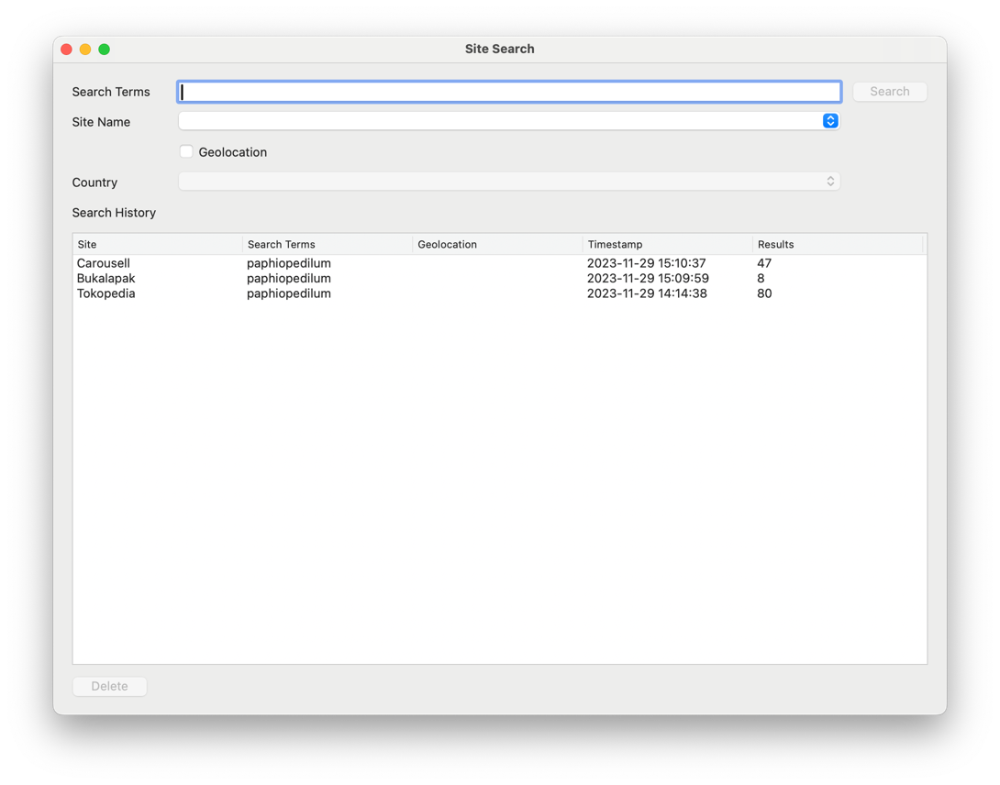 Site Search
Search Terms Search
Site Name
Geolocation
Country
Search History
Site Search Terms Geolocation Timestamp Results
Carousell paphiopedilum 2023-11-29 15:10:37 47
Bukalapak paphiopedilum 2023-11-29 15:09:59 8
Tokopedia paphiopedilum 2023-11-29 14:14:38 80
Delete